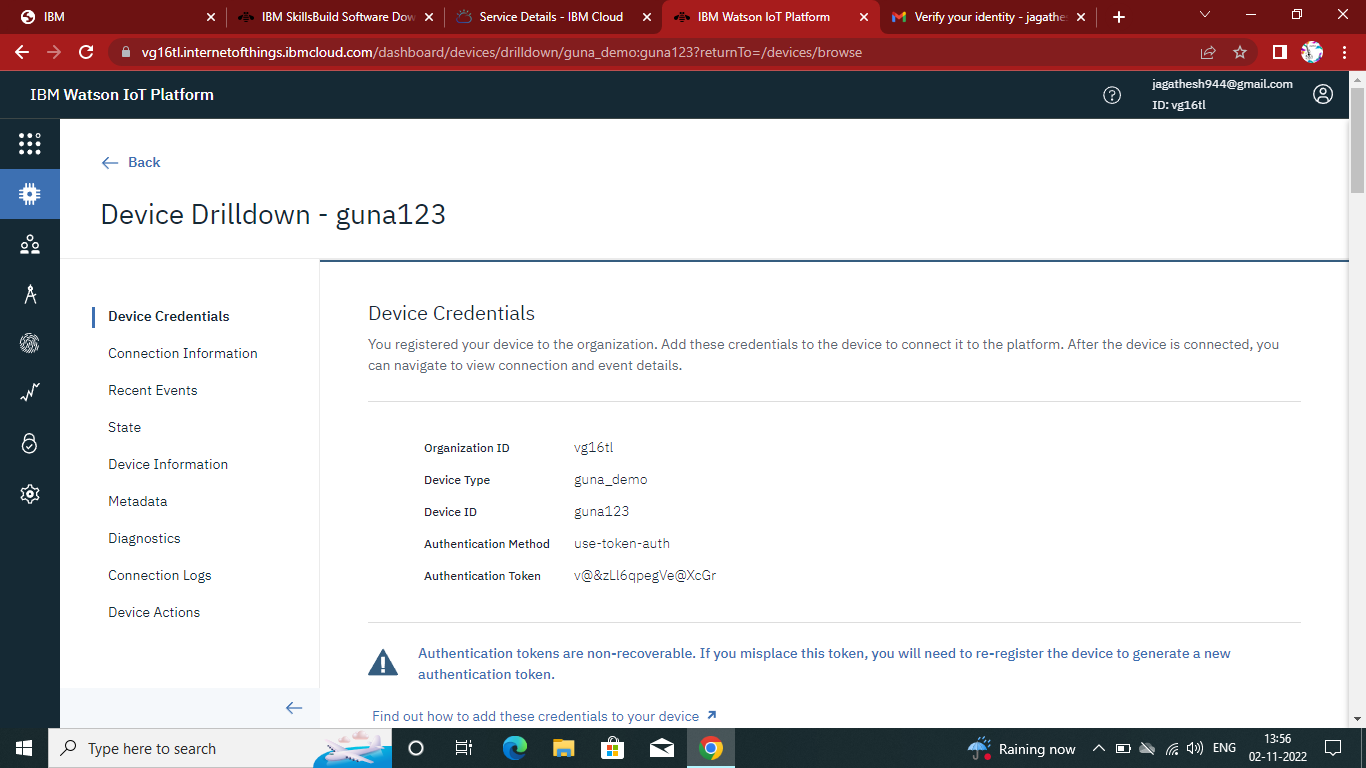 IBM
IBM SkillsBuild Software Dow
Service Details - IBM Cloud
IBM Watson IoT Platform
Verify your identity - jagathe
vg16tl.internetofthings.ibmcloud.com/dashboard/devices/drilldown/guna_demo:guna123?returnTo=/devices/browse
IBM Watson IoT Platform
jagathesh944@gmail.com
ID: vg16tl
Back
Device Drilldown - guna123
Device Credentials
Connection Information
Recent Events
State
Device Information
Metadata
Diagnostics
Connection Logs
Device Actions
Device Credentials
You registered your device to the organization. Add these credentials to the device to connect it to the platform. After the device is connected, you
can navigate to view connection and event details.
Organization ID vg16tl
Device Type guna_demo
Device ID guna123
Authentication Method use-token-auth
Authentication Token v@&zLl6qpegVe@XcGr
Authentication tokens are non-recoverable. If you misplace this token, you will need to re-register the device to generate a new
authentication token.
Find out how to add these credentials to your device
Type here to search
Raining now
ENG
13:56
02-11-2022